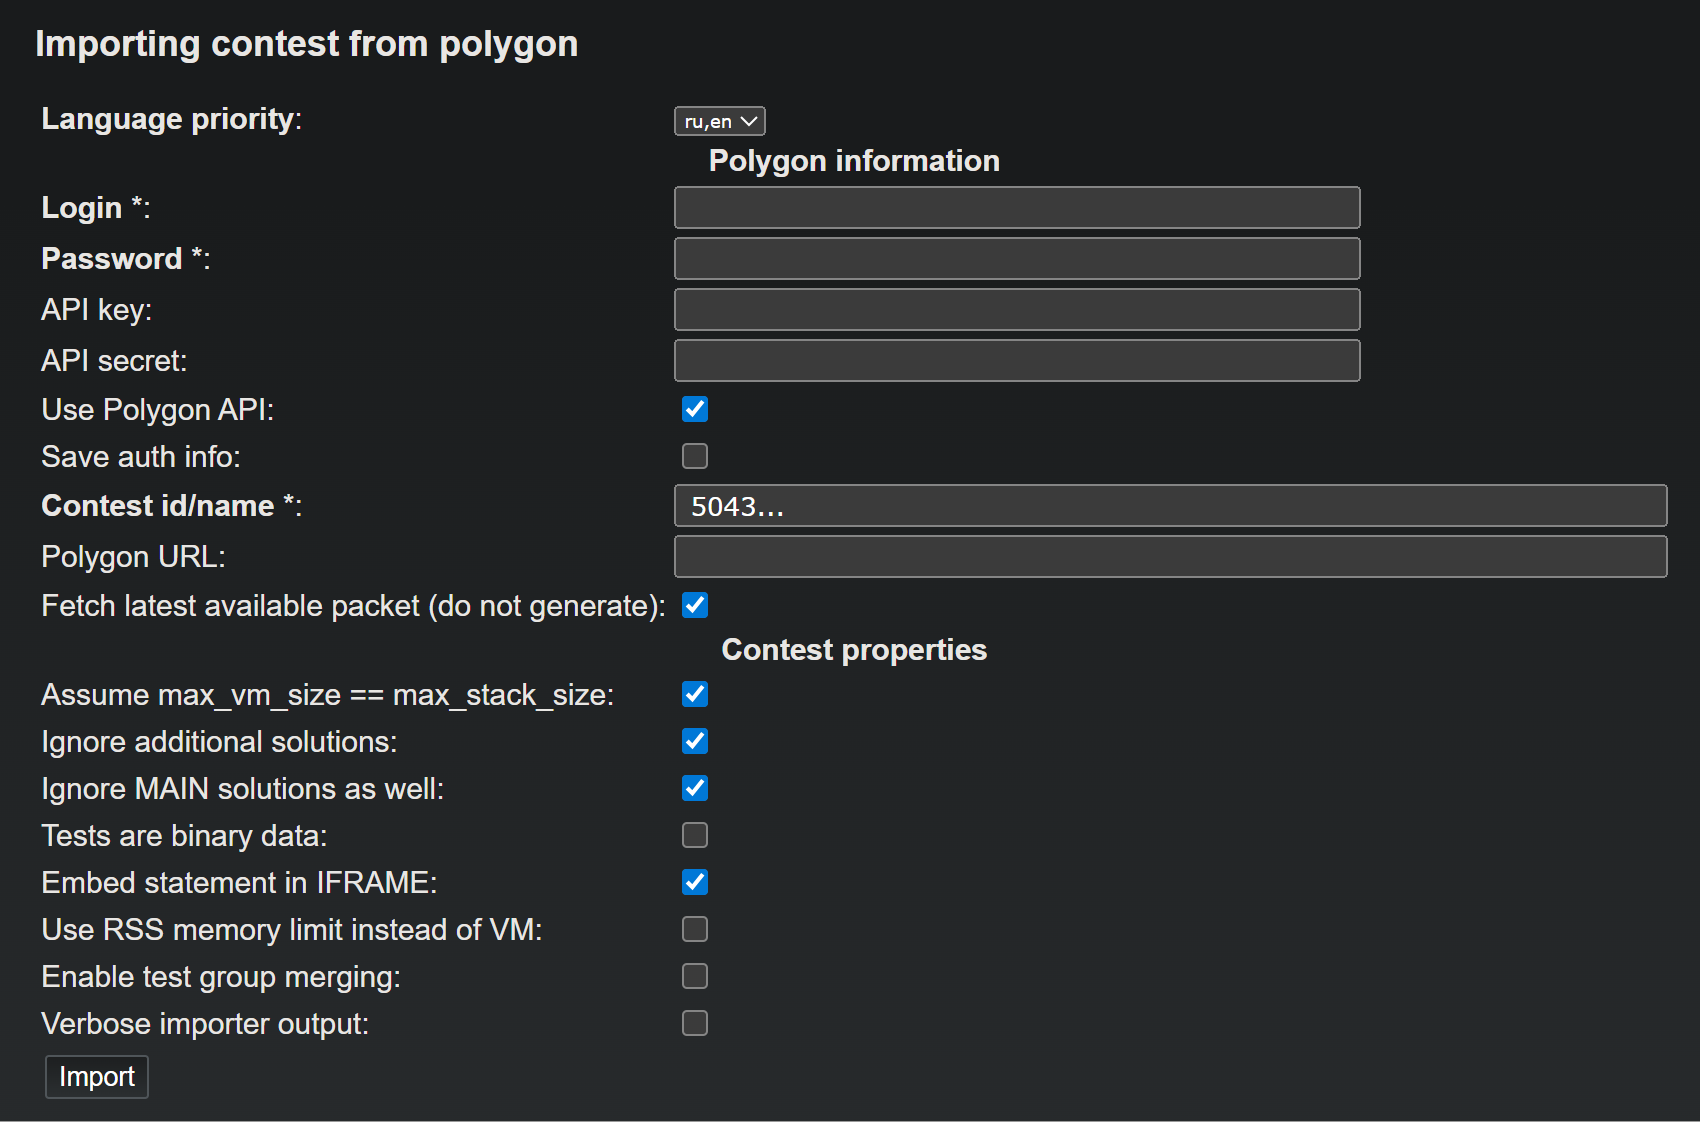 Importing contest from polygon
Language priority: ru,en
Polygon information
Login *:
Password *:
API key:
API secret:
Use Polygon API:
Save auth info:
Contest id/name *: 5043...
Polygon URL:
Fetch latest available packet (do not generate):
Contest properties
Assume max_vm_size == max_stack_size:
Ignore additional solutions:
Ignore MAIN solutions as well:
Tests are binary data:
Embed statement in IFRAME:
Use RSS memory limit instead of VM:
Enable test group merging:
Verbose importer output:
Import